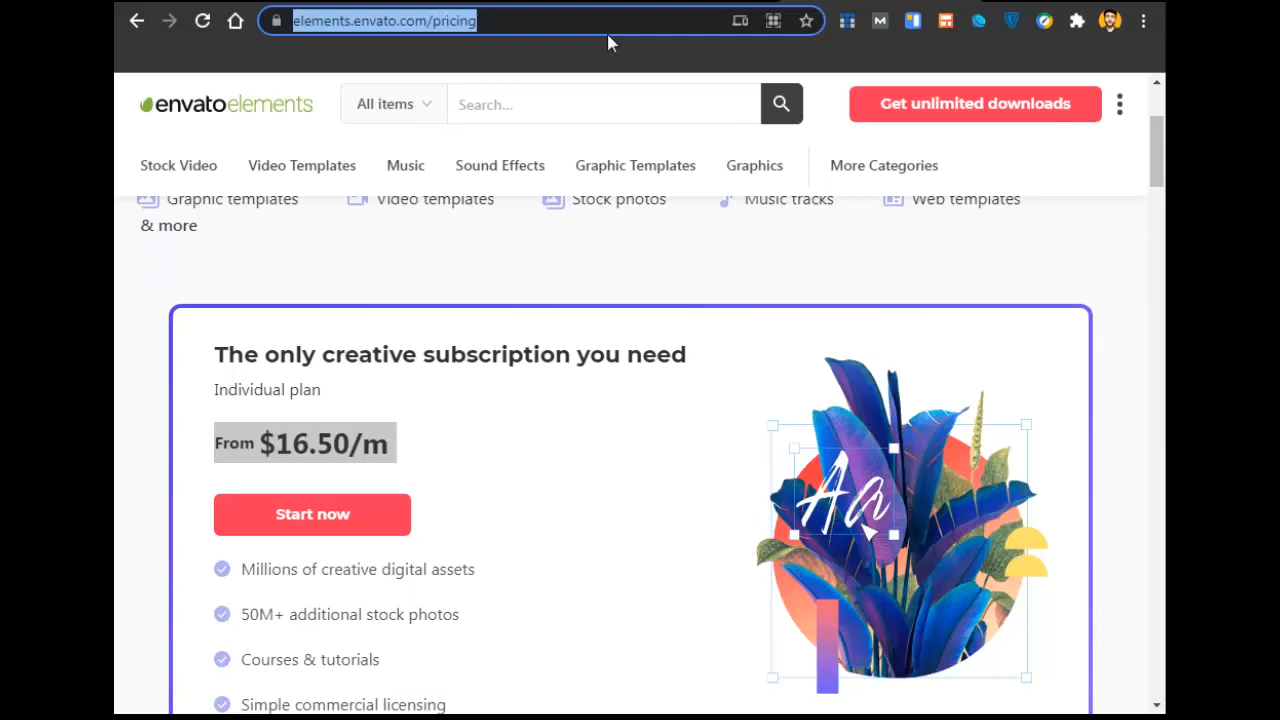 elements.envato.com/pricing
envatoelements
All items
Search...
Get unlimited downloads
Stock Video
Video Templates
Music
Sound Effects
Graphic Templates
Graphics
More Categories
Graphic templates
Video templates
Stock photos
Music tracks
Web templates
& more
The only creative subscription you need
Individual plan
From $16.50/m
Start now
Millions of creative digital assets
50M+ additional stock photos
Courses & tutorials
Simple commercial licensing
Aa